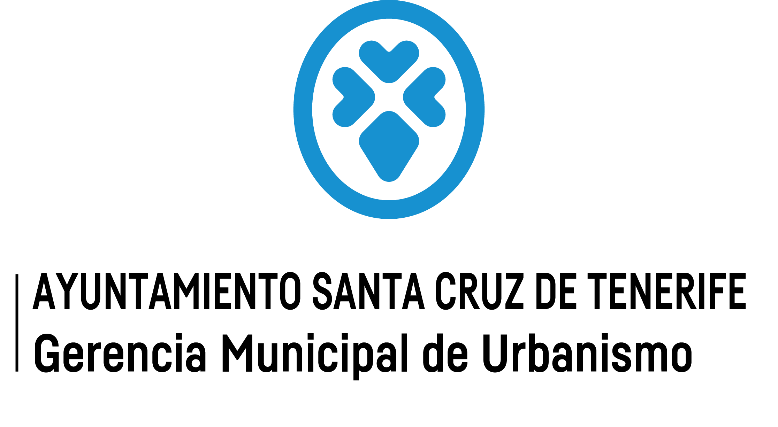 AYUNTAMIENTO SANTA CRUZ DE TENERIFE
Gerencia Municipal de Urbanismo